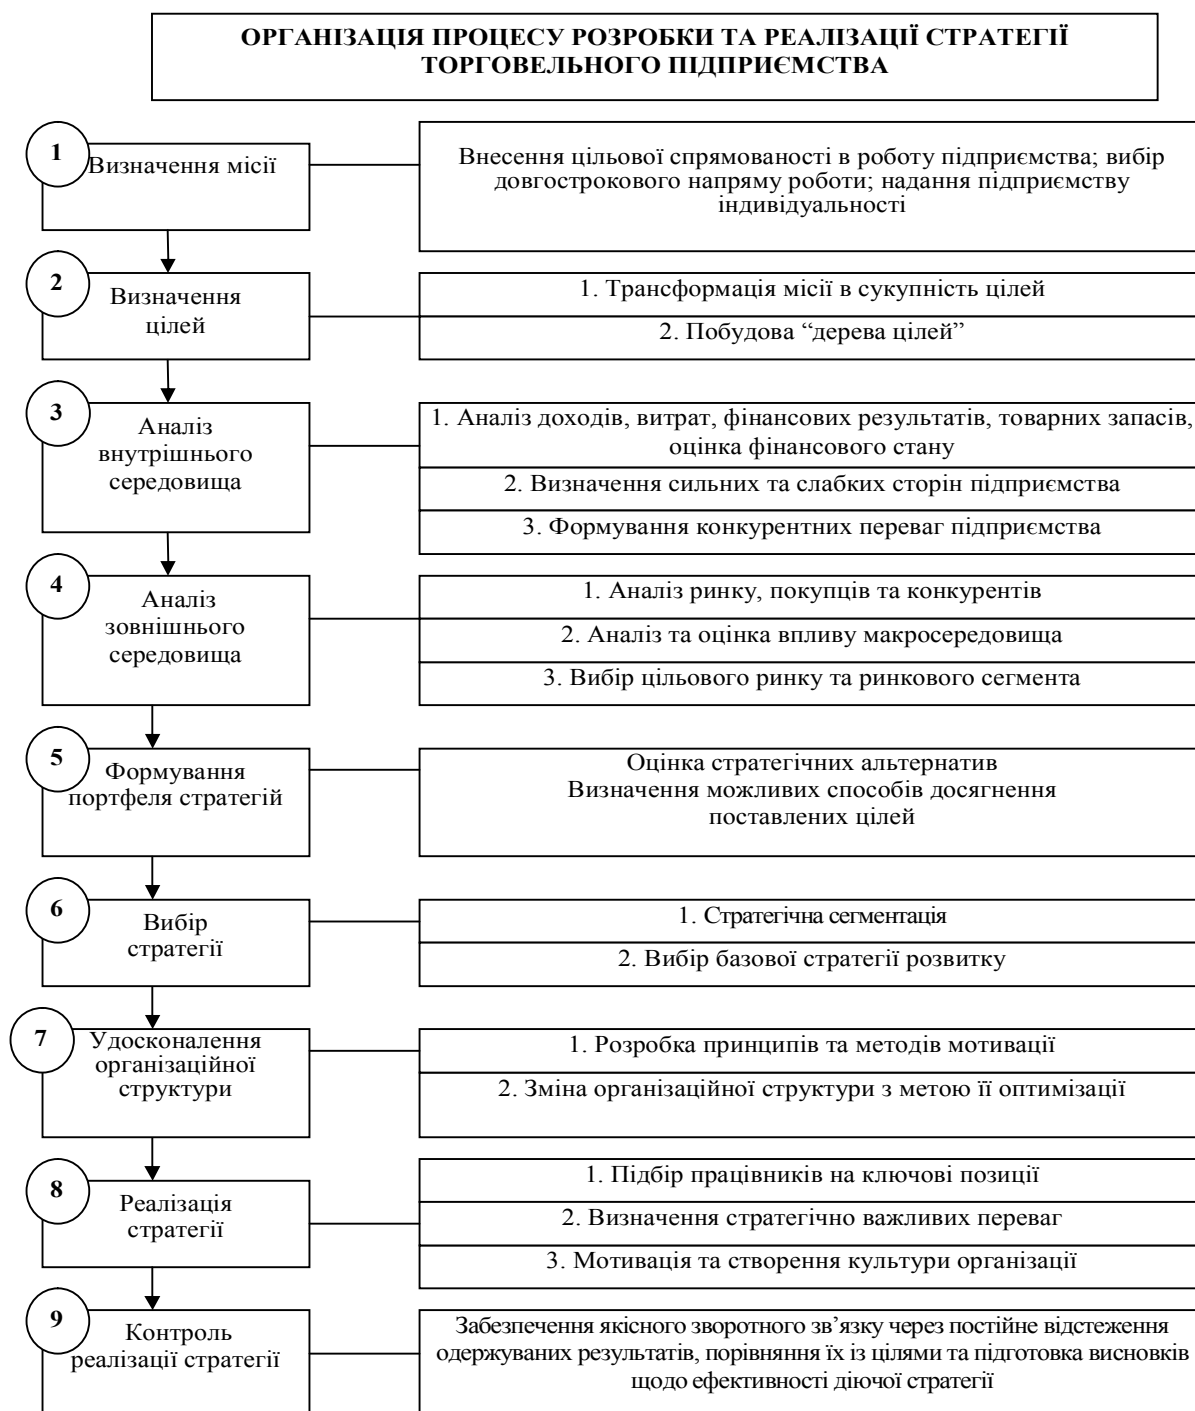 ОРГАНІЗАЦІЯ ПРОЦЕСУ РОЗРОБКИ ТА РЕАЛІЗАЦІЇ СТРАТЕГІЇ
ТОРГОВЕЛЬНОГО ПІДПРИЄМСТВА
1
Визначення місії
Внесення цільової спрямованості в роботу підприємства; вибір
довгострокового напряму роботи; надання підприємству
індивідуальності
2
Визначення
цілей
1. Трансформація місії в сукупність цілей
2. Побудова “дерева цілей”
3
Аналіз
внутрішнього
середовища
1. Аналіз доходів, витрат, фінансових результатів, товарних запасів,
оцінка фінансового стану
2. Визначення сильних та слабких сторін підприємства
3. Формування конкурентних переваг підприємства
4
Аналіз
зовнішнього
середовища
1. Аналіз ринку, покупців та конкурентів
2. Аналіз та оцінка впливу макросередовища
3. Вибір цільового ринку та ринкового сегмента
5
Формування
портфеля стратегій
Оцінка стратегічних альтернатив
Визначення можливих способів досягнення
поставлених цілей
6
Вибір
стратегії
1. Стратегічна сегментація
2. Вибір базової стратегії розвитку
7
Удосконалення
організаційної
структури
1. Розробка принципів та методів мотивації
2. Зміна організаційної структури з метою її оптимізації
8
Реалізація
стратегії
1. Підбір працівників на ключові позиції
2. Визначення стратегічно важливих переваг
3. Мотивація та створення культури організації
9
Контроль
реалізації стратегії
Забезпечення якісного зворотного зв’язку через постійне відстеження
одержуваних результатів, порівняння їх із цілями та підготовка висновків
щодо ефективності діючої стратегії